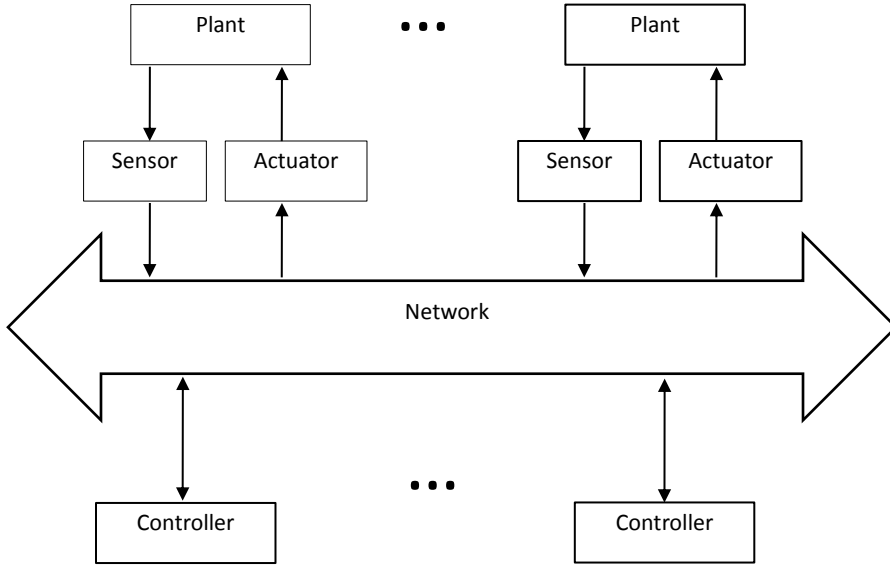 Plant
...
Plant
Sensor
Actuator
Sensor
Actuator
Network
...
Controller
Controller